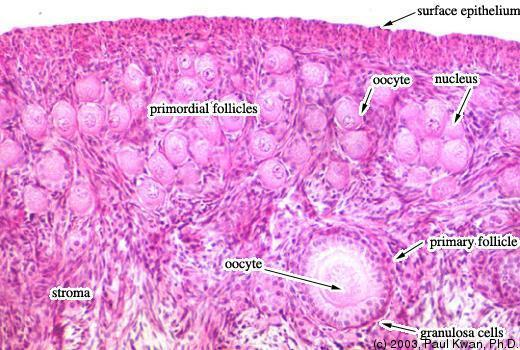 surface epithelium
oocyte
nucleus
primordial follicles
primary follicle
oocyte
stroma
granulosa cells
(c) 2003, Paul Kwan, Ph.D.